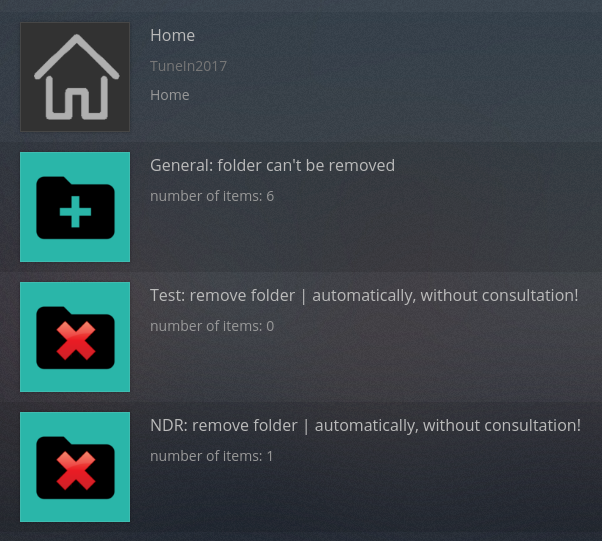 Home
TuneIn2017
Home
General: folder can't be removed
number of items: 6
Test: remove folder | automatically, without consultation!
number of items: 0
NDR: remove folder | automatically, without consultation!
number of items: 1